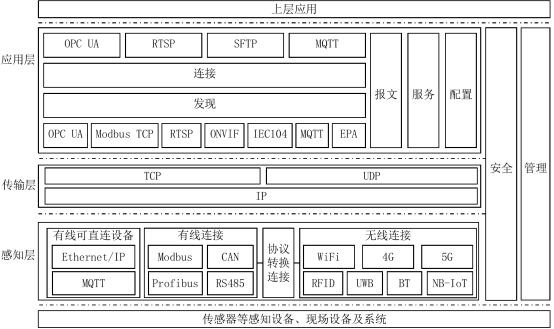 上层应用
应用层
OPC UA
RTSP
SFTP
MQTT
连接
发现
OPC UA
Modbus TCP
RTSP
ONVIF
IEC104
MQTT
EPA
报文
服务
配置
安全
管理
传输层
TCP
UDP
IP
感知层
有线可直连设备
Ethernet/IP
MQTT
有线连接
Modbus
CAN
Profibus
RS485
协议
转换
连接
无线连接
WiFi
4G
5G
RFID
UWB
BT
NB-IoT
传感器等感知设备、现场设备及系统